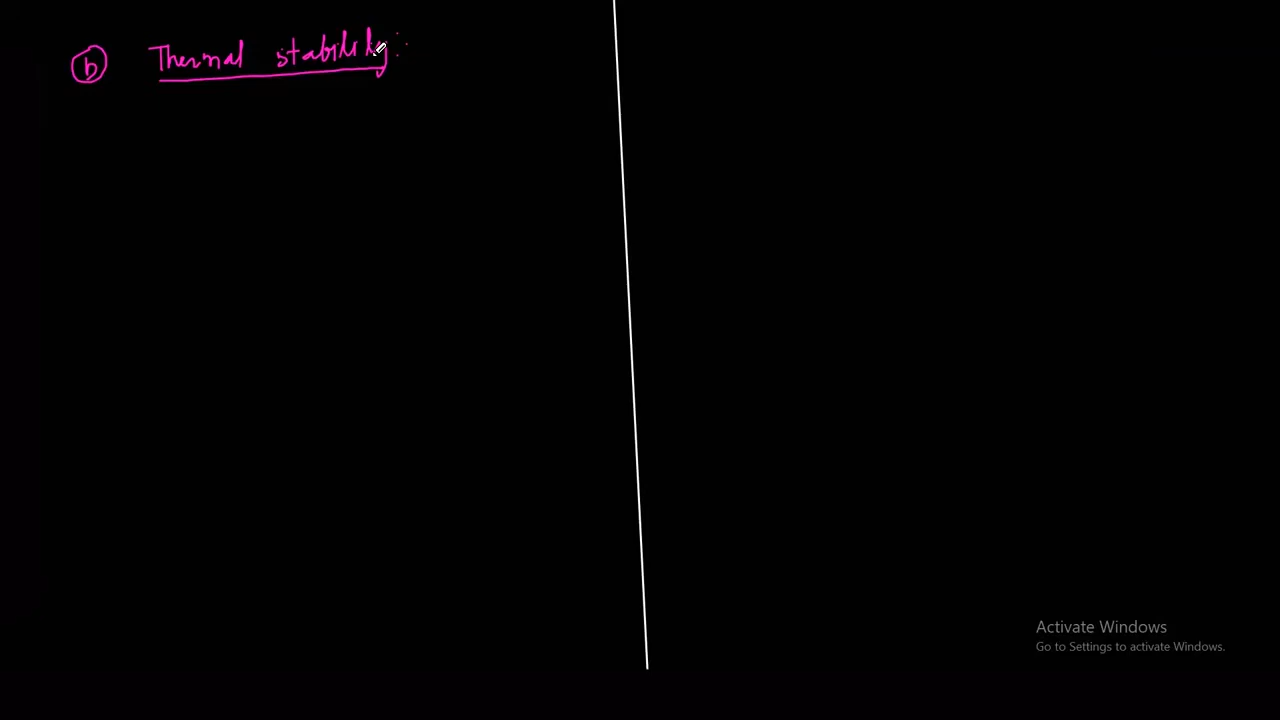 b Thermal stability:
Activate Windows
Go to Settings to activate Windows.